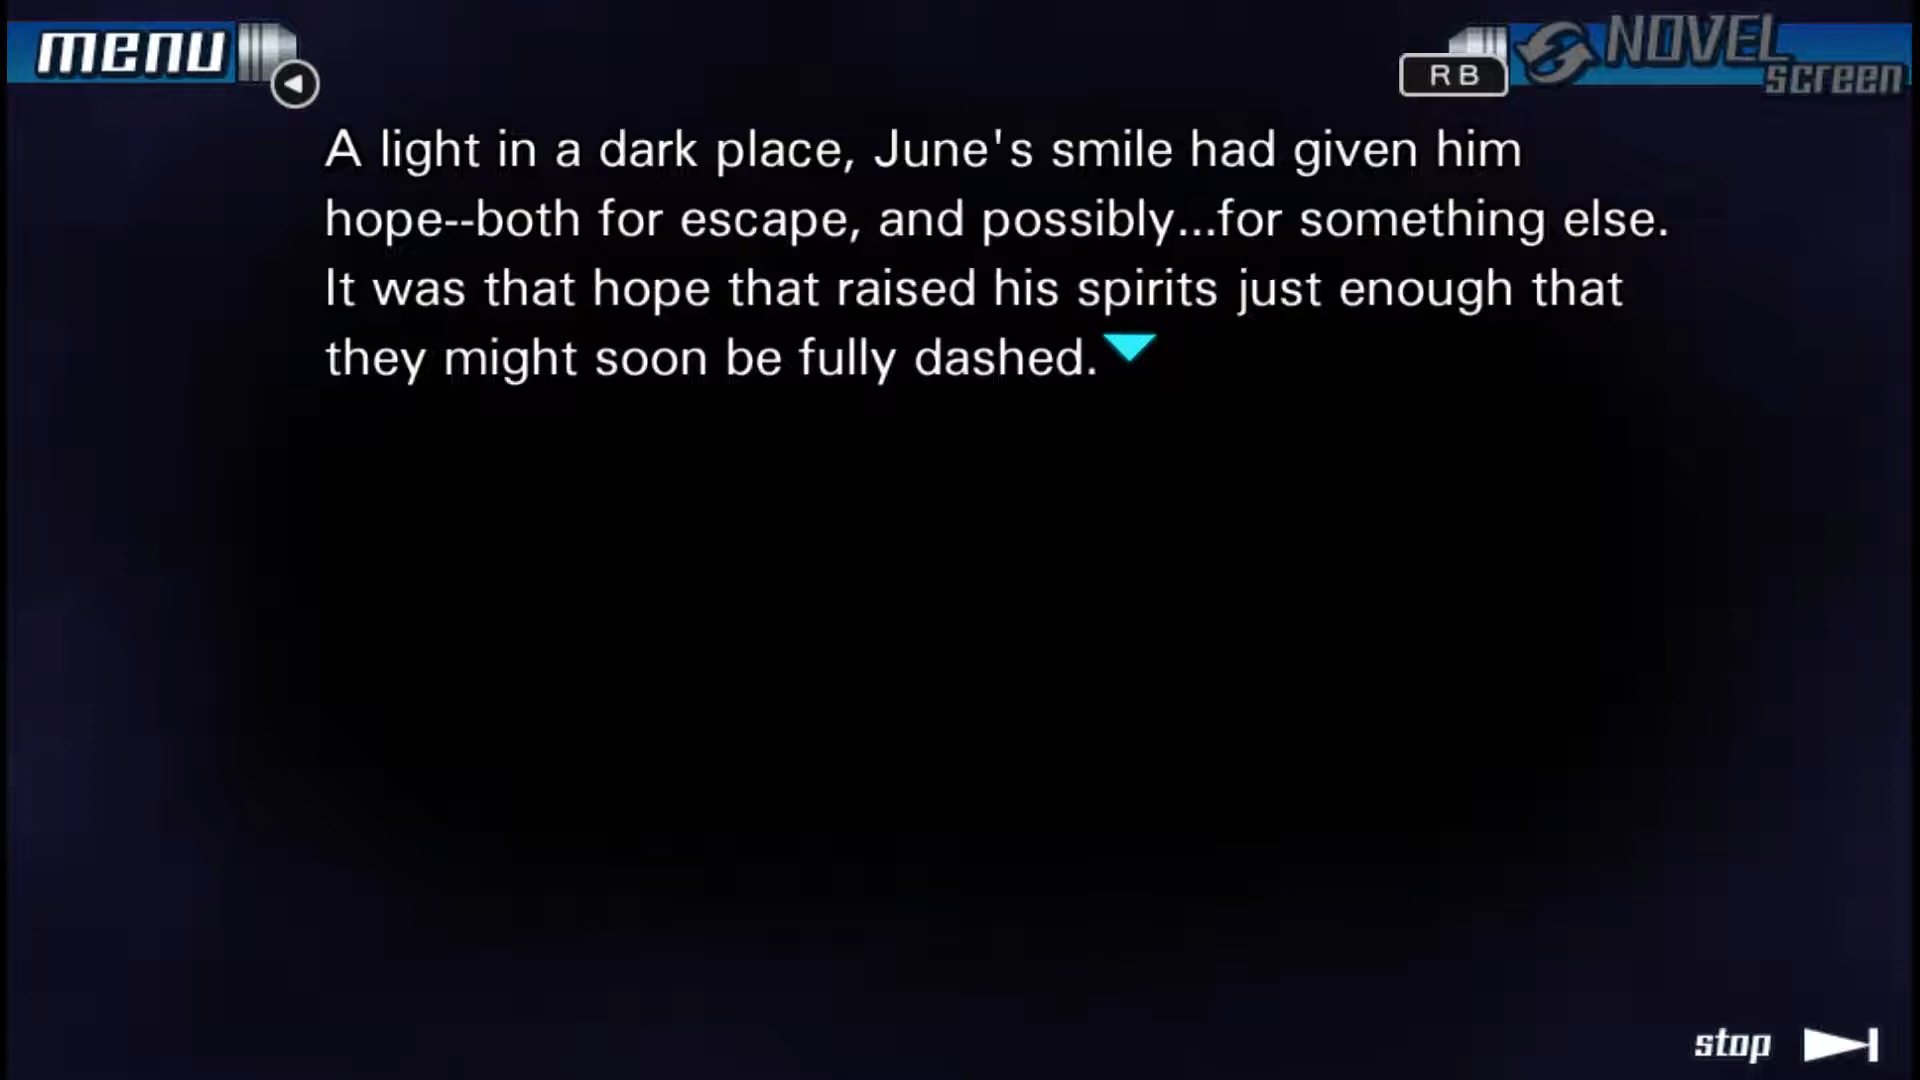 menu
RB
NOVEL
screen
A light in a dark place, June's smile had given him
hope--both for escape, and possibly...for something else.
It was that hope that raised his spirits just enough that
they might soon be fully dashed.
stop